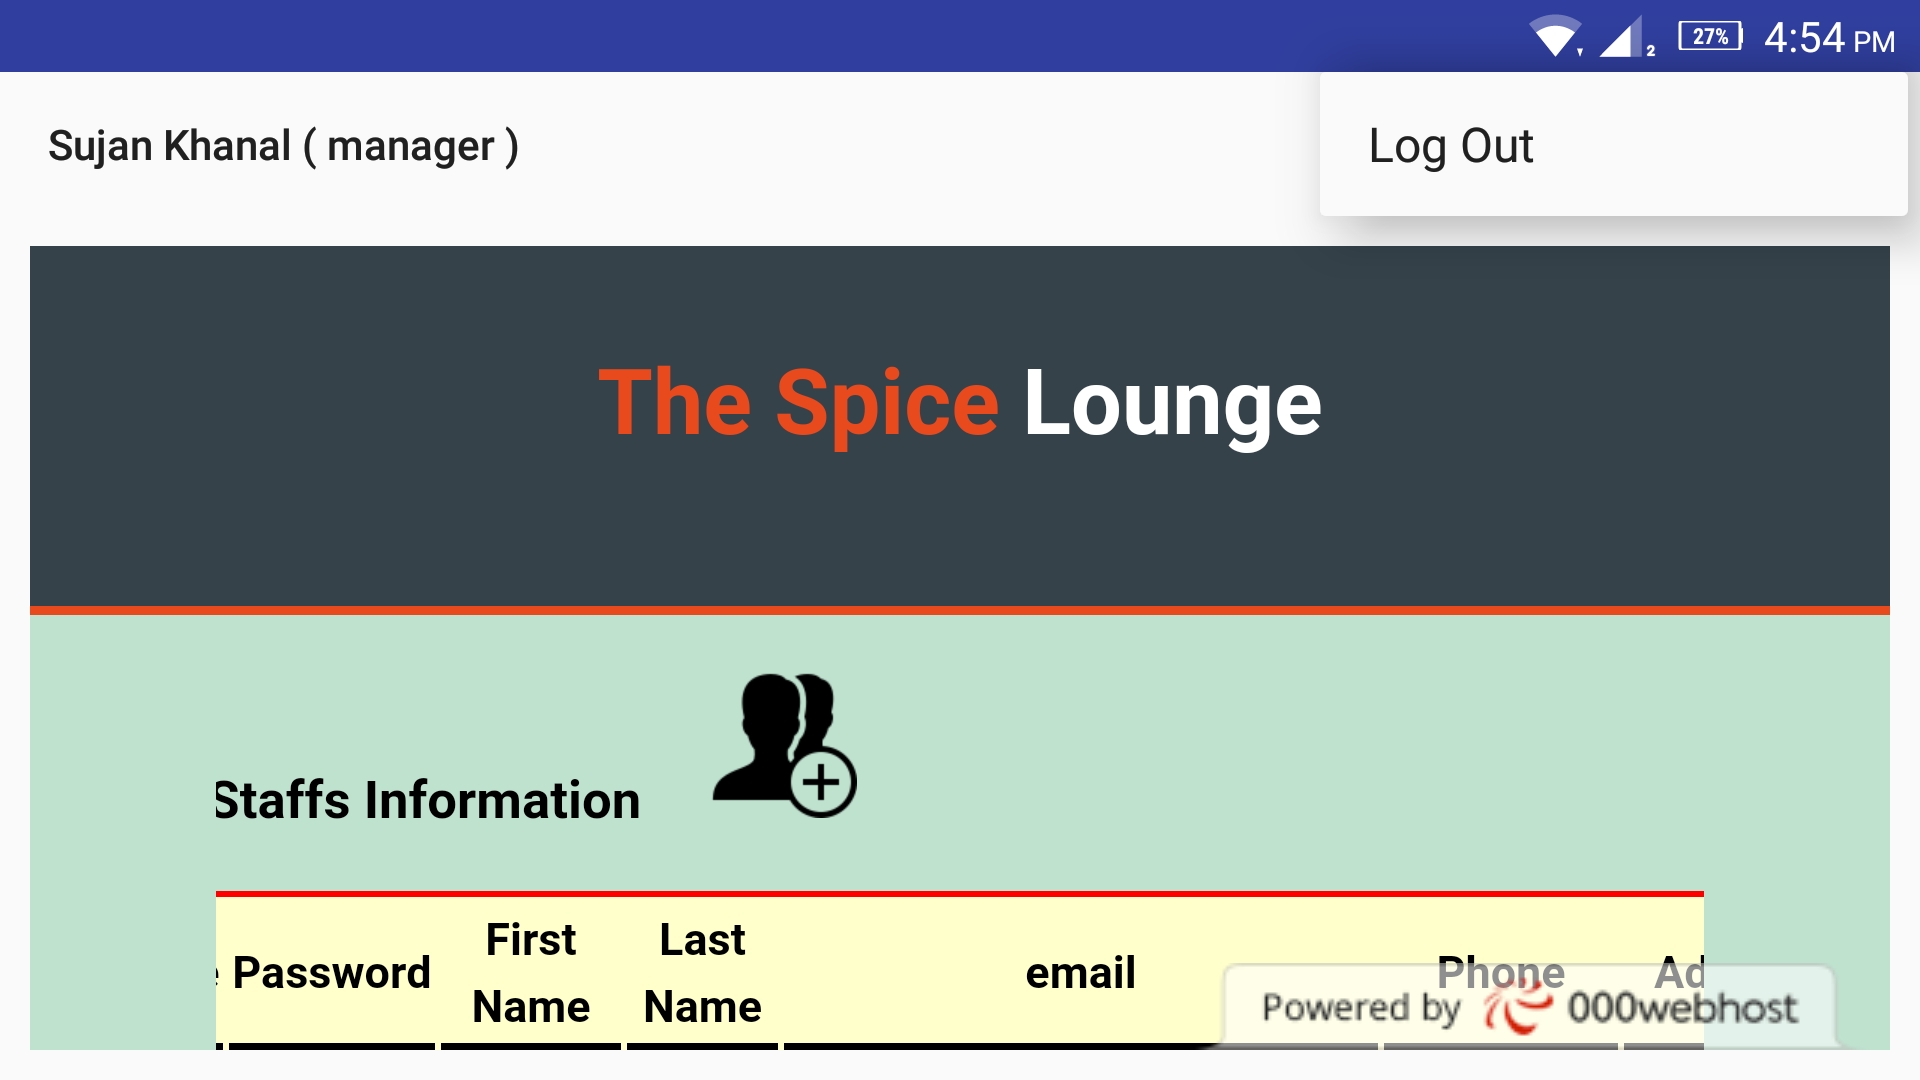 27% 4:54 PM
2
Sujan Khanal ( manager )
Log Out
The Spice Lounge
Staffs Information
Password
First Name
Last Name
email
Phone
Ad
Powered by 000webhost